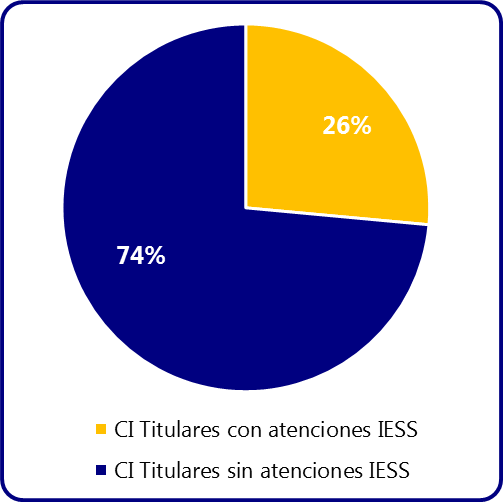 26%
74%
CI Titulares con atenciones IESS
CI Titulares sin atenciones IESS